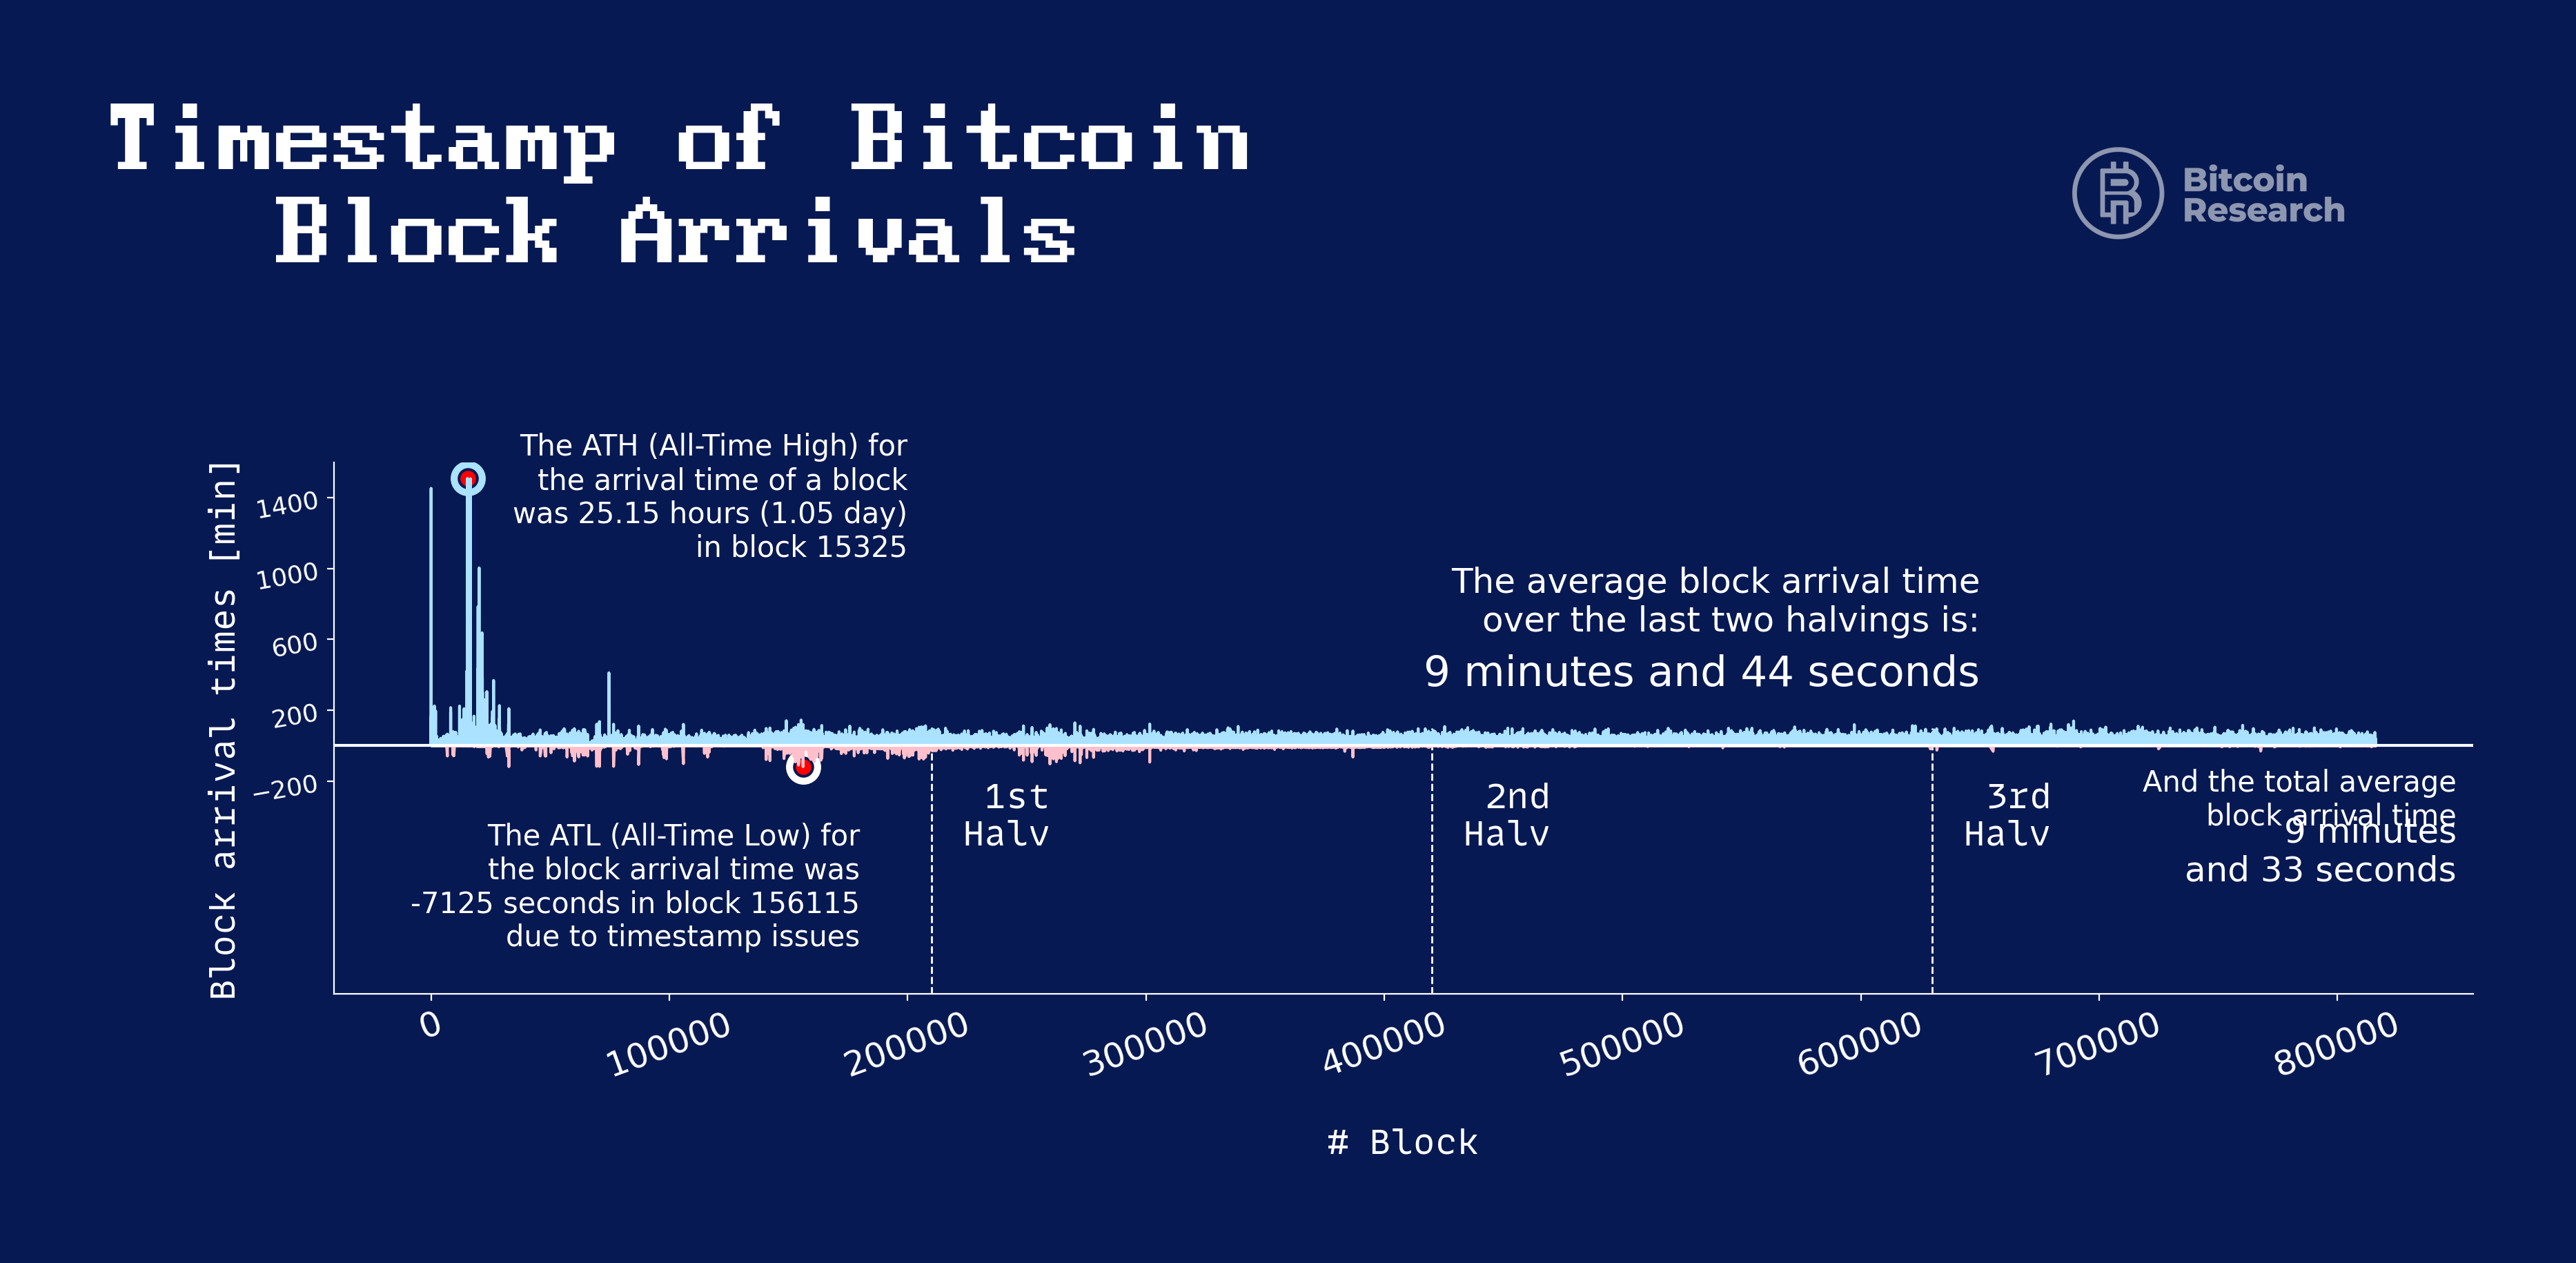 Timestamp of Bitcoin
Block Arrivals
Bitcoin
Research
The ATH (All-Time High) for
the arrival time of a block
was 25.15 hours (1.05 day)
in block 15325
The average block arrival time
over the last two halvings is:
9 minutes and 44 seconds
Block arrival times [min]
1400
1000
600
200
−200
1st
Halv
2nd
Halv
3rd
Halv
And the total average
block arrival time
9 minutes
and 33 seconds
The ATL (All-Time Low) for
the block arrival time was
-7125 seconds in block 156115
due to timestamp issues
0
100000
200000
300000
400000
500000
600000
700000
800000
# Block